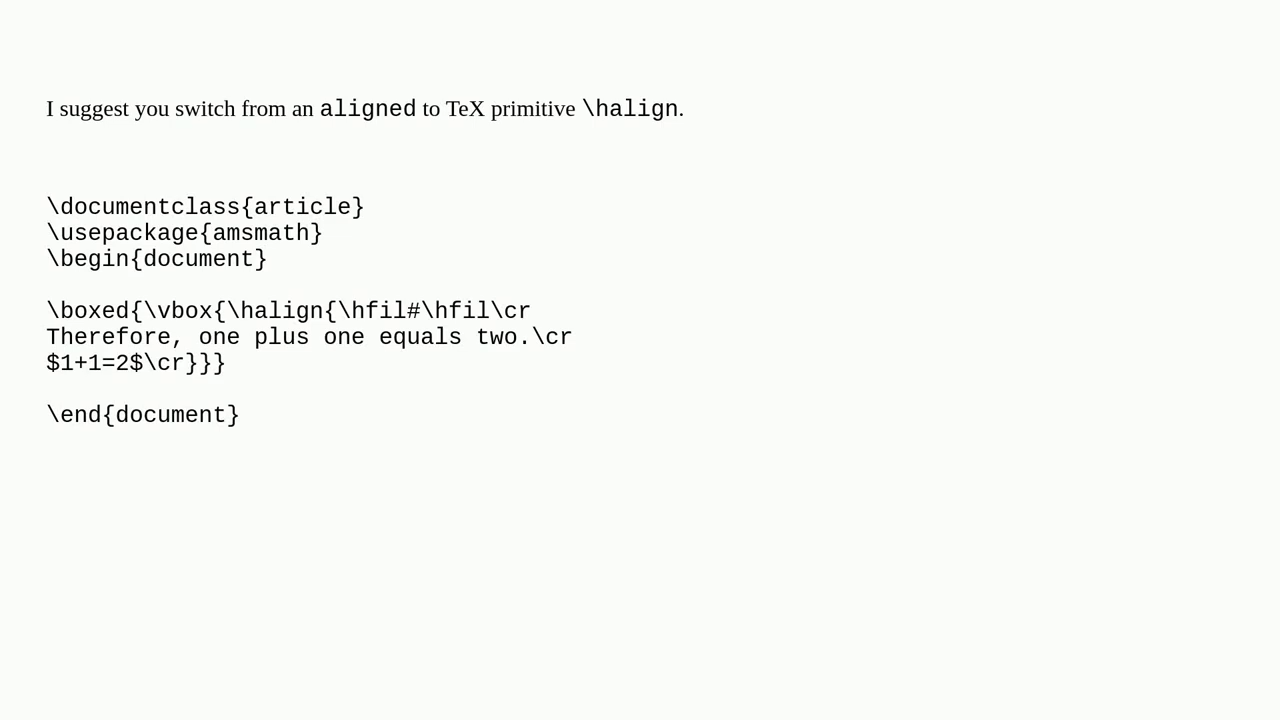 I suggest you switch from an aligned to TeX primitive \halign.
\documentclass{article}
\usepackage{amsmath}
\begin{document}
\boxed{\vbox{\halign{\hfil#\hfil\cr
Therefore, one plus one equals two.\cr
$1+1=2$\cr}}}
\end{document}